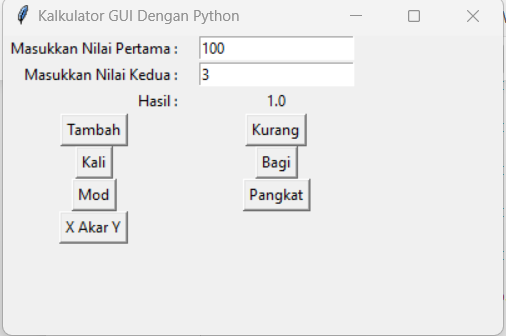 Kalkulator GUI Dengan Python
Masukkan Nilai Pertama : 100
Masukkan Nilai Kedua : 3
Hasil : 1.0
Tambah Kurang
Kali Bagi
Mod Pangkat
X Akar Y